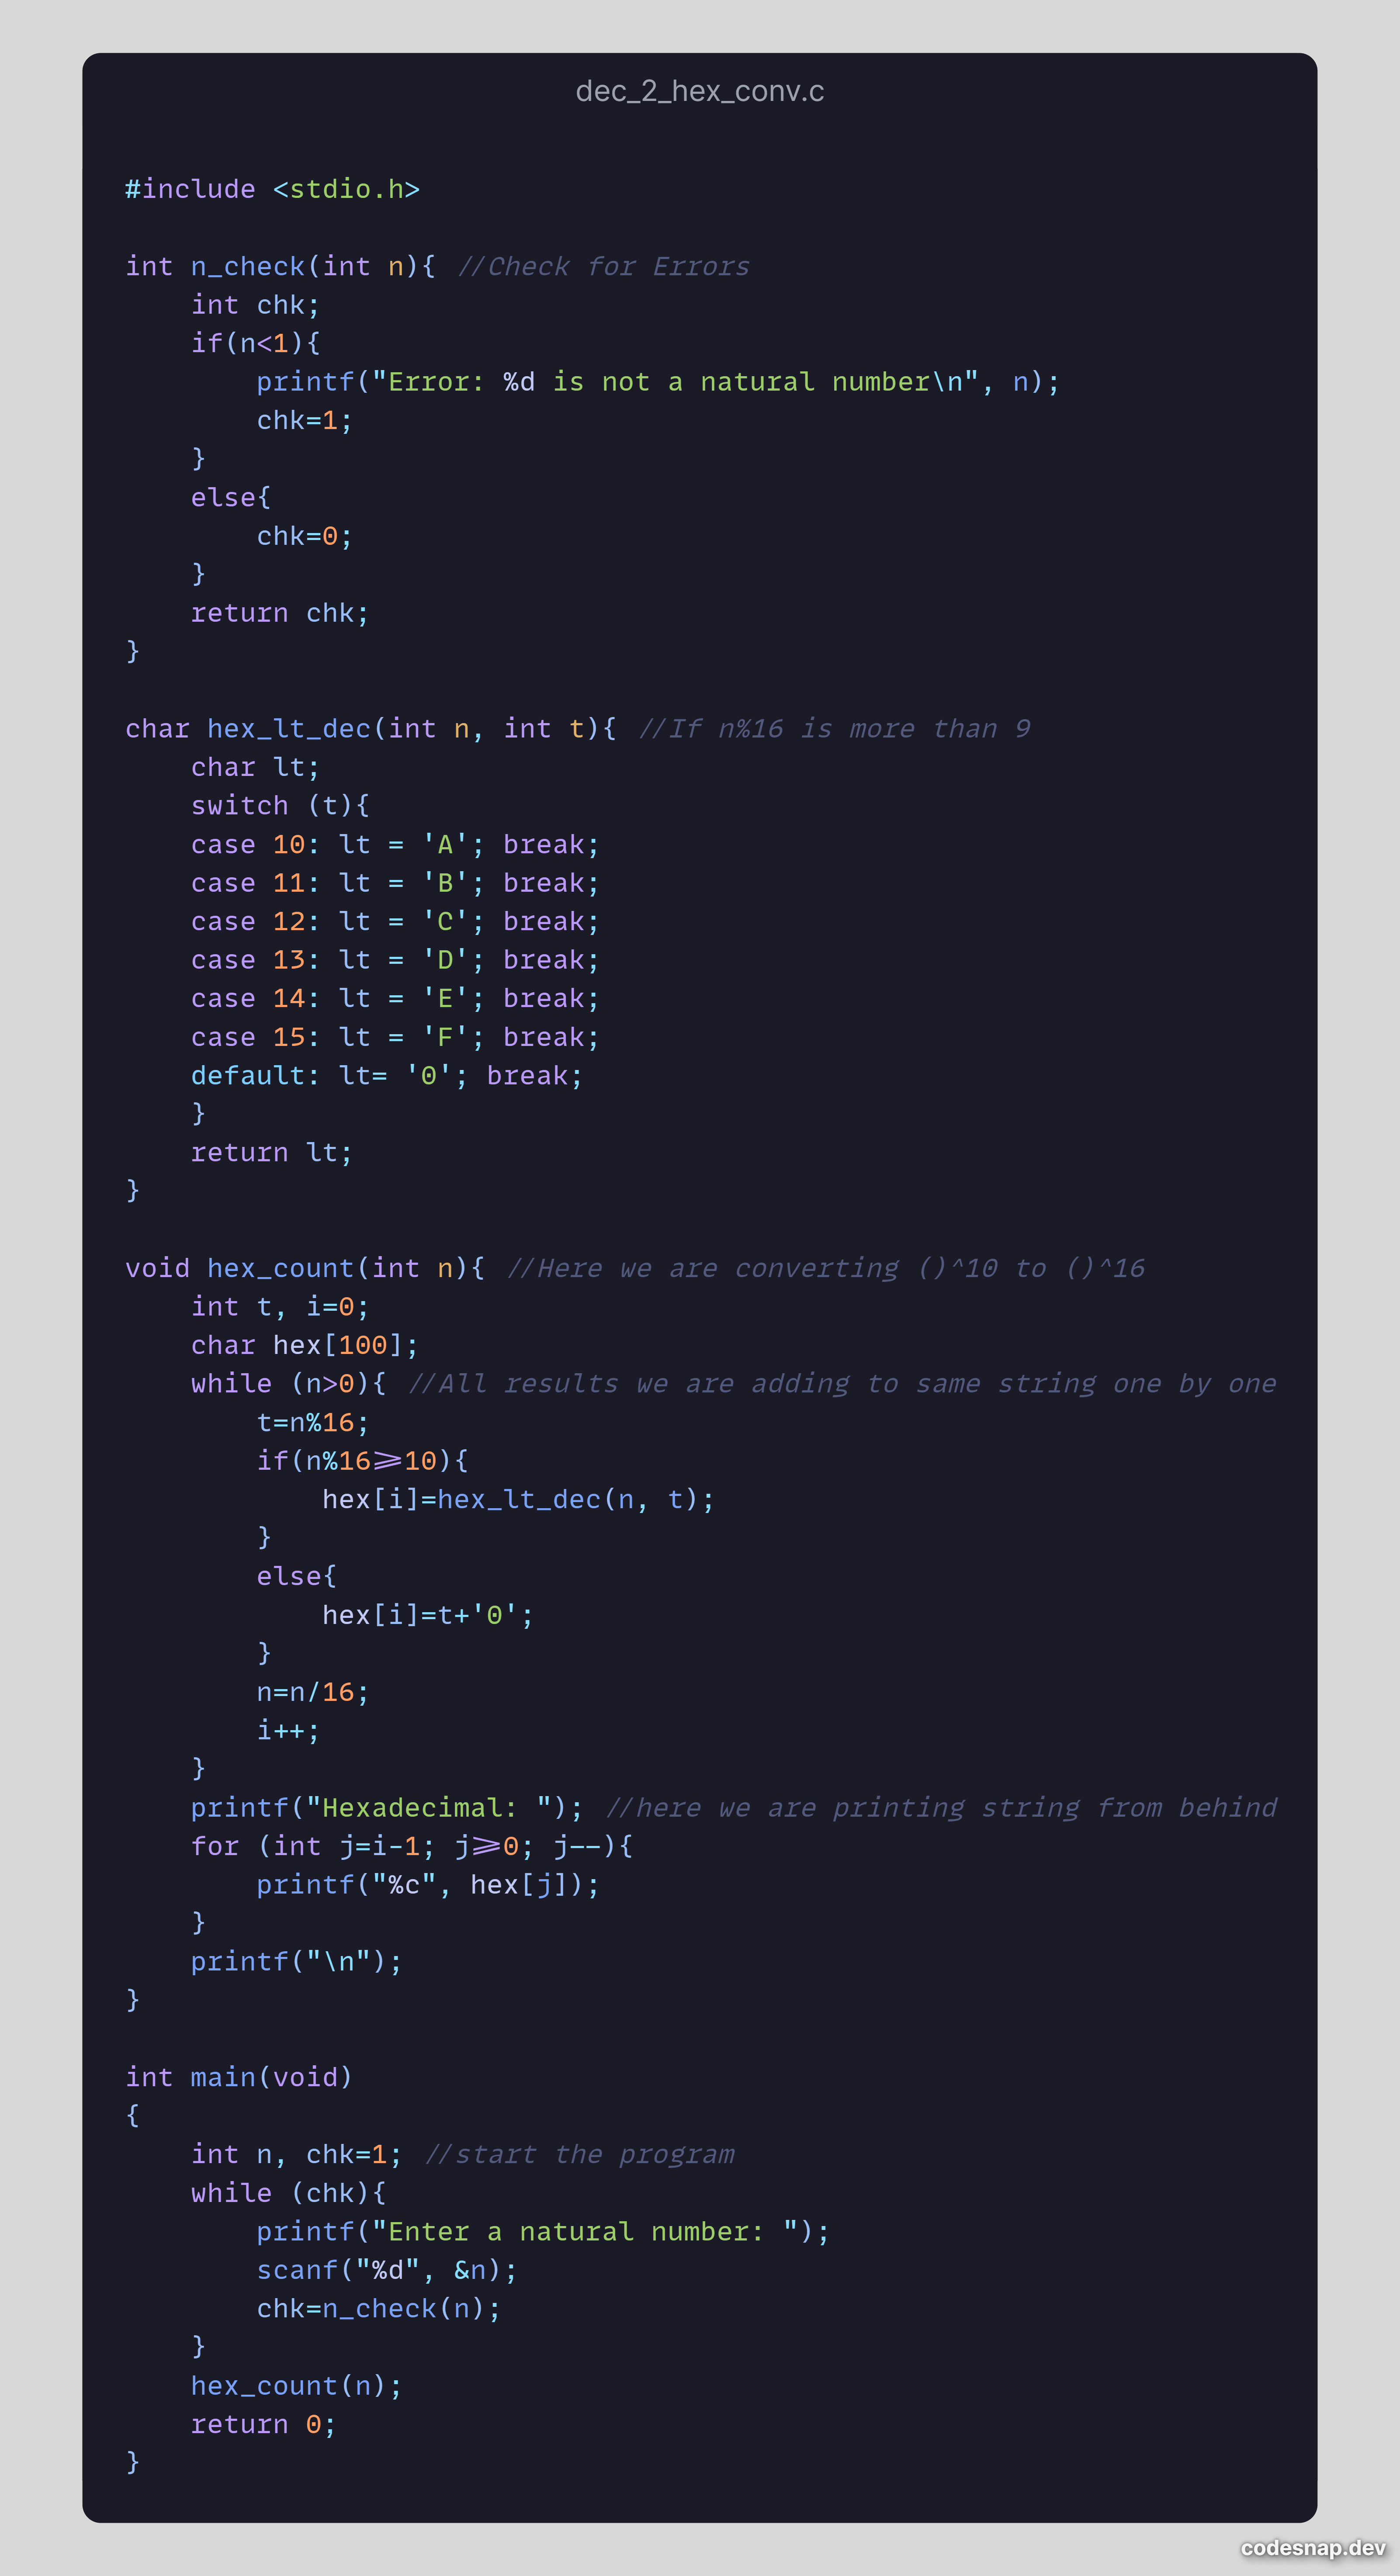 dec_2_hex_conv.c
#include <stdio.h>
int n_check(int n){ //Check for Errors
    int chk;
    if(n<1){
        printf("Error: %d is not a natural number\n", n);
        chk=1;
    }
    else{
        chk=0;
    }
    return chk;
}
char hex_lt_dec(int n, int t){ //If n%16 is more than 9
    char lt;
    switch (t){
    case 10: lt = 'A'; break;
    case 11: lt = 'B'; break;
    case 12: lt = 'C'; break;
    case 13: lt = 'D'; break;
    case 14: lt = 'E'; break;
    case 15: lt = 'F'; break;
    default: lt= '0'; break;
    }
    return lt;
}
void hex_count(int n){ //Here we are converting ()^10 to ()^16
    int t, i=0;
    char hex[100];
    while (n>0){ //All results we are adding to same string one by one
        t=n%16;
        if(n%16>=10){
            hex[i]=hex_lt_dec(n, t);
        }
        else{
            hex[i]=t+'0';
        }
        n=n/16;
        i++;
    }
    printf("Hexadecimal: "); //here we are printing string from behind
    for (int j=i-1; j>=0; j--){
        printf("%c", hex[j]);
    }
    printf("\n");
}
int main(void)
{
    int n, chk=1; //start the program
    while (chk){
        printf("Enter a natural number: ");
        scanf("%d", &n);
        chk=n_check(n);
    }
    hex_count(n);
    return 0;
}
codesnap.dev